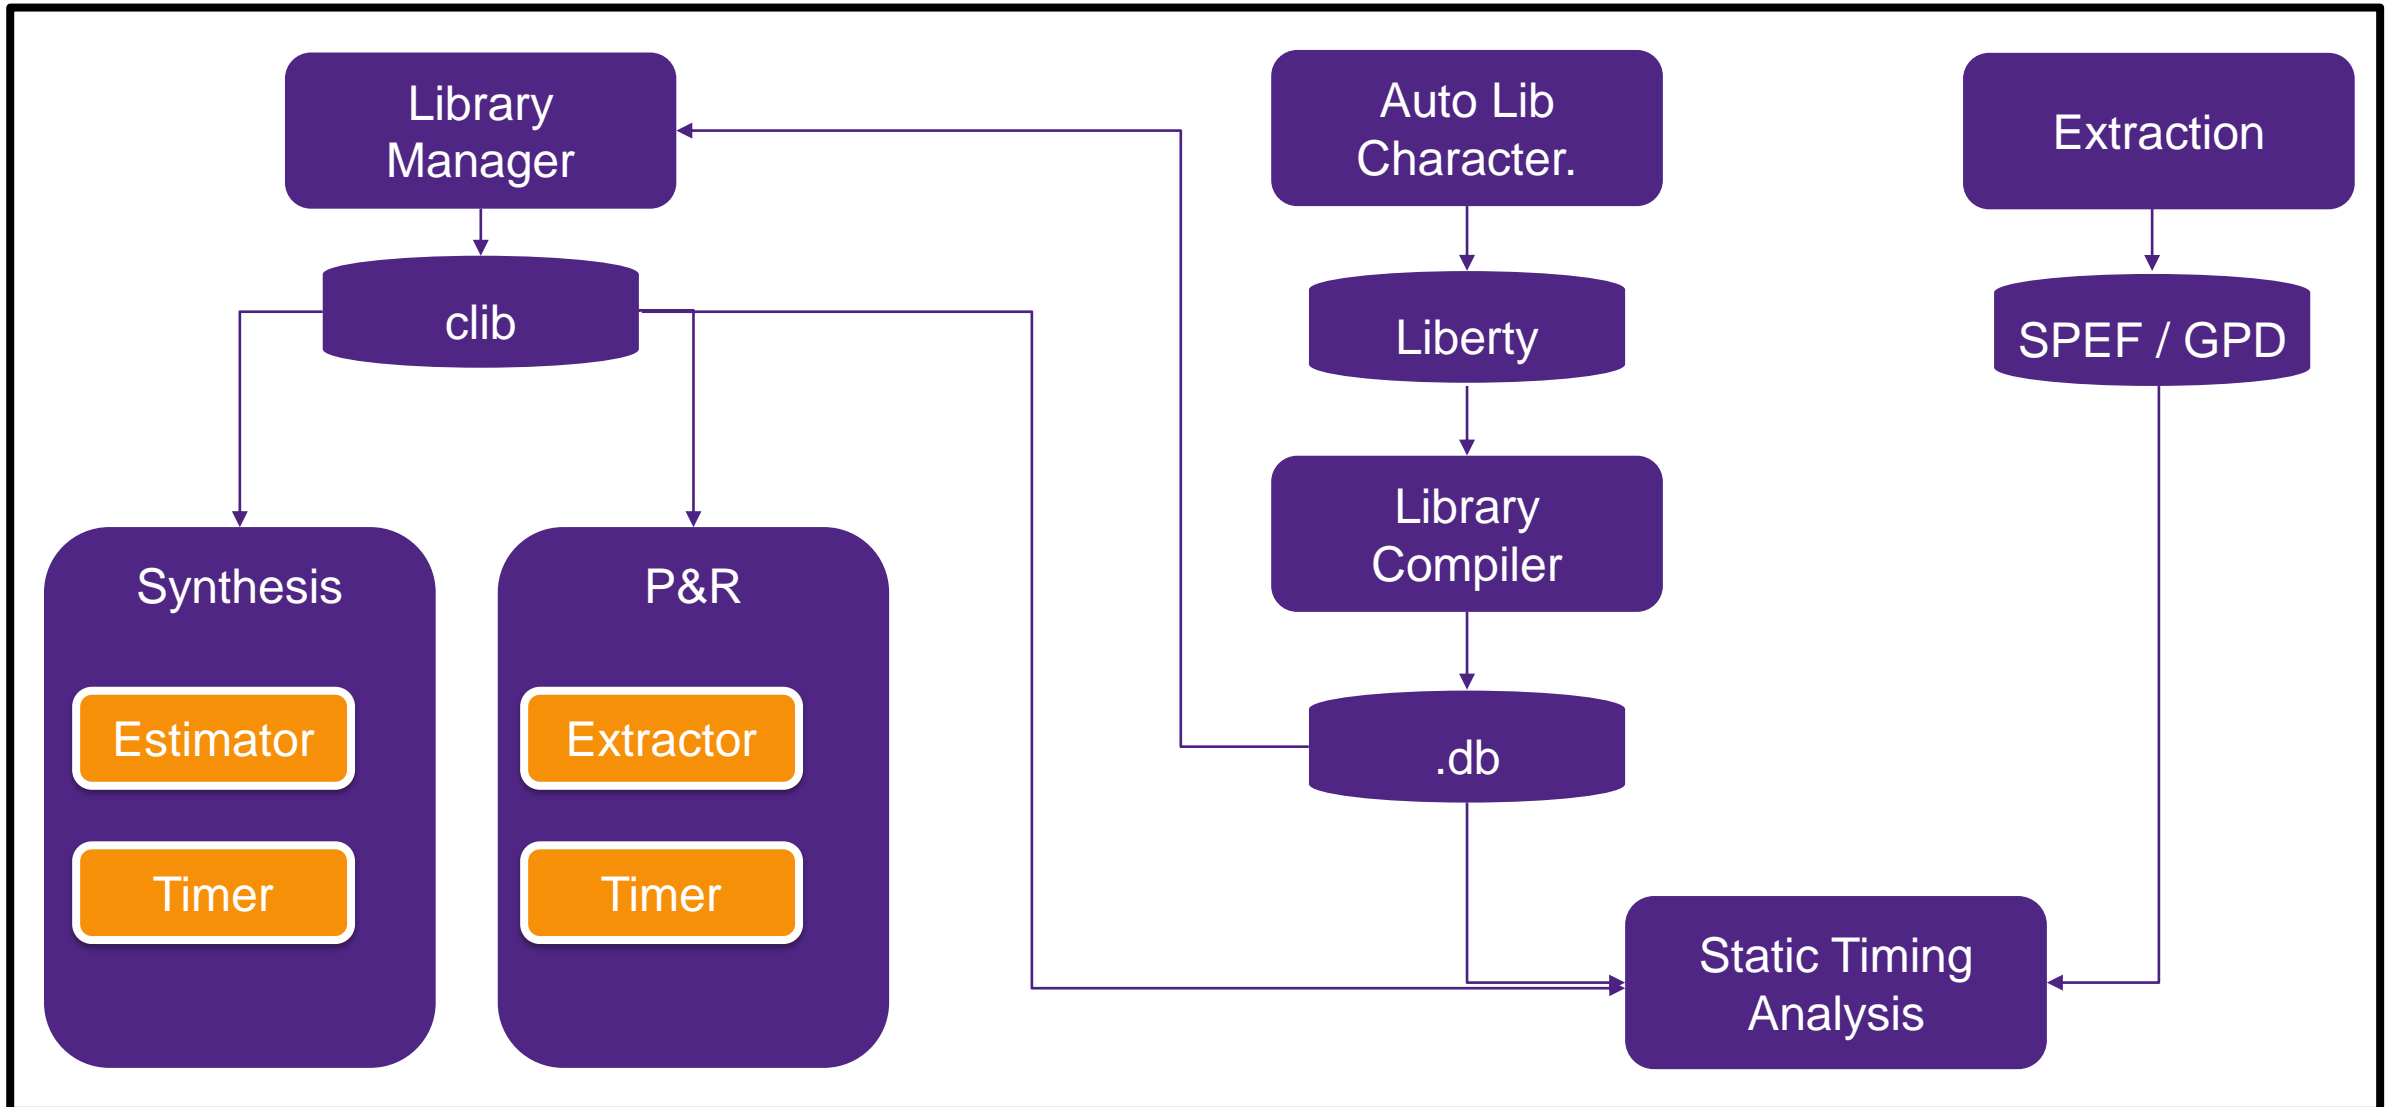 Library
Manager
Auto Lib
Character.
Extraction
clib
Liberty
SPEF / GPD
Library
Compiler
Synthesis
P&R
Estimator
Extractor
.db
Timer
Timer
Static Timing
Analysis